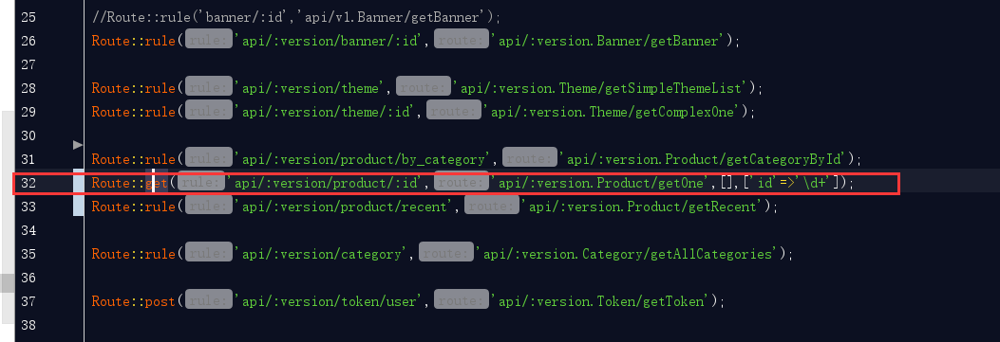 25 //Route::rule('banner/:id','api/v1.Banner/getBanner');
26 Route::rule( rule: 'api/:version/banner/:id', route: 'api/:version.Banner/getBanner');
27
28 Route::rule( rule: 'api/:version/theme', route: 'api/:version.Theme/getSimpleThemeList');
29 Route::rule( rule: 'api/:version/theme/:id', route: 'api/:version.Theme/getComplexOne');
30
31 Route::rule( rule: 'api/:version/product/by_category', route: 'api/:version.Product/getCategoryById');
32 Route::get( rule: 'api/:version/product/:id', route: 'api/:version.Product/getOne',[],['id'=>'\d+']);
33 Route::rule( rule: 'api/:version/product/recent', route: 'api/:version.Product/getRecent');
34
35 Route::rule( rule: 'api/:version/category', route: 'api/:version.Category/getAllCategories');
36
37 Route::post( rule: 'api/:version/token/user', route: 'api/:version.Token/getToken');
38